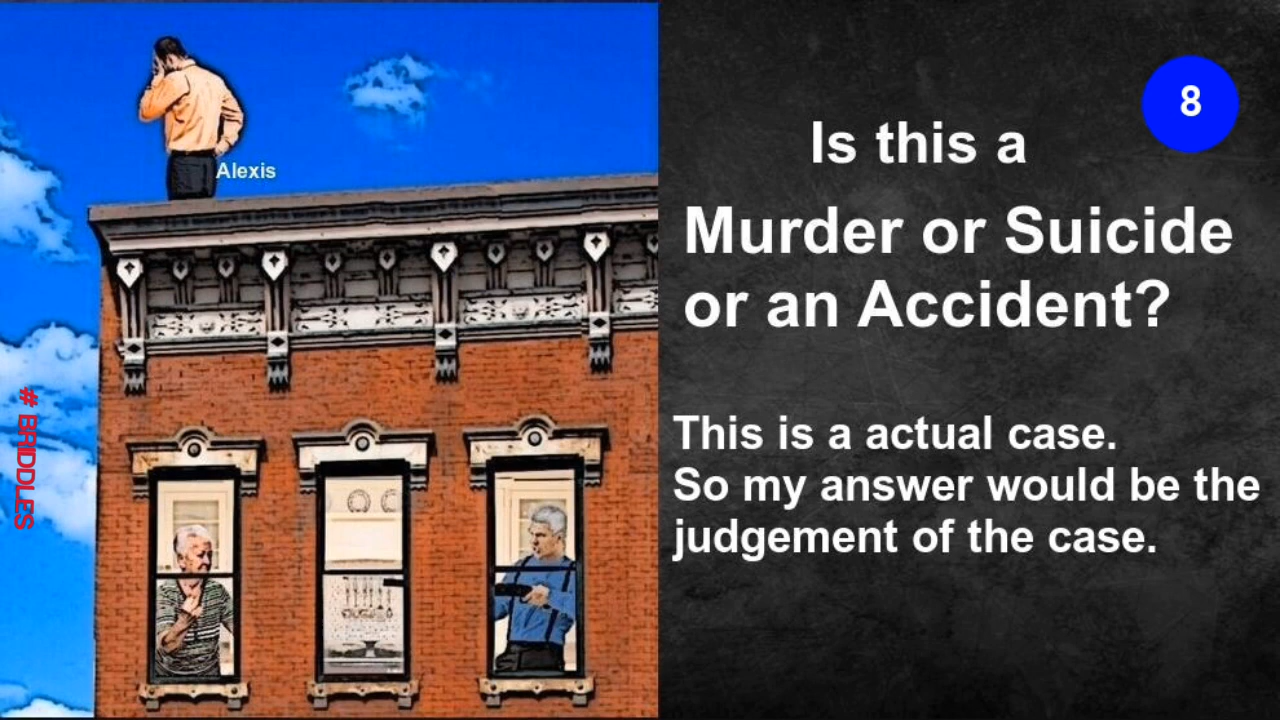 Alexis
8
Is this a
Murder or Suicide
or an Accident?
This is a actual case.
So my answer would be the
judgement of the case.
# BRIDDLES